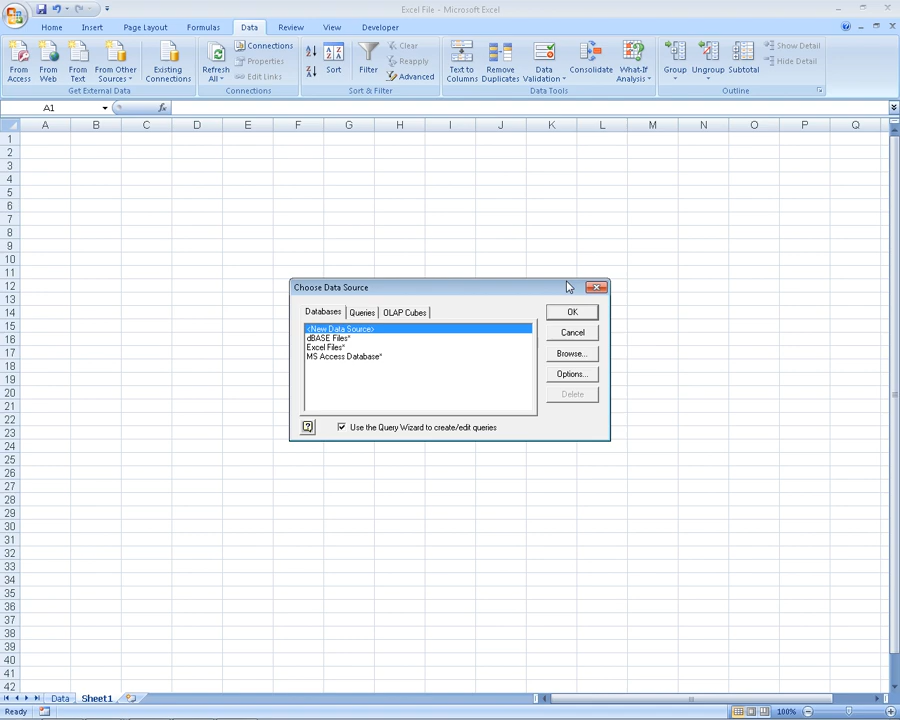 Excel File - Microsoft Excel
Home Insert Page Layout Formulas Data Review View Developer
From Access
From Web
From Text
From Other Sources
Existing Connections
Get External Data
Refresh All
Connections
Properties
Edit Links
Connections
Sort
Filter
Clear
Reapply
Advanced
Sort & Filter
Text to Columns
Remove Duplicates
Data Validation
Consolidate
What-If Analysis
Data Tools
Group
Ungroup
Subtotal
Show Detail
Hide Detail
Outline
A1 fx
A B C D E F G H I J K L M N O P Q
1
2
3
4
5
6
7
8
9
10
11
12
13
14
15
16
17
18
19
20
21
22
23
24
25
26
27
28
29
30
31
32
33
34
35
36
37
38
39
40
41
42
Choose Data Source
Databases Queries OLAP Cubes
<New Data Source>
dBASE Files*
Excel Files*
MS Access Database*
OK
Cancel
Browse...
Options...
Delete
Use the Query Wizard to create/edit queries
Data Sheet1
Ready 100%